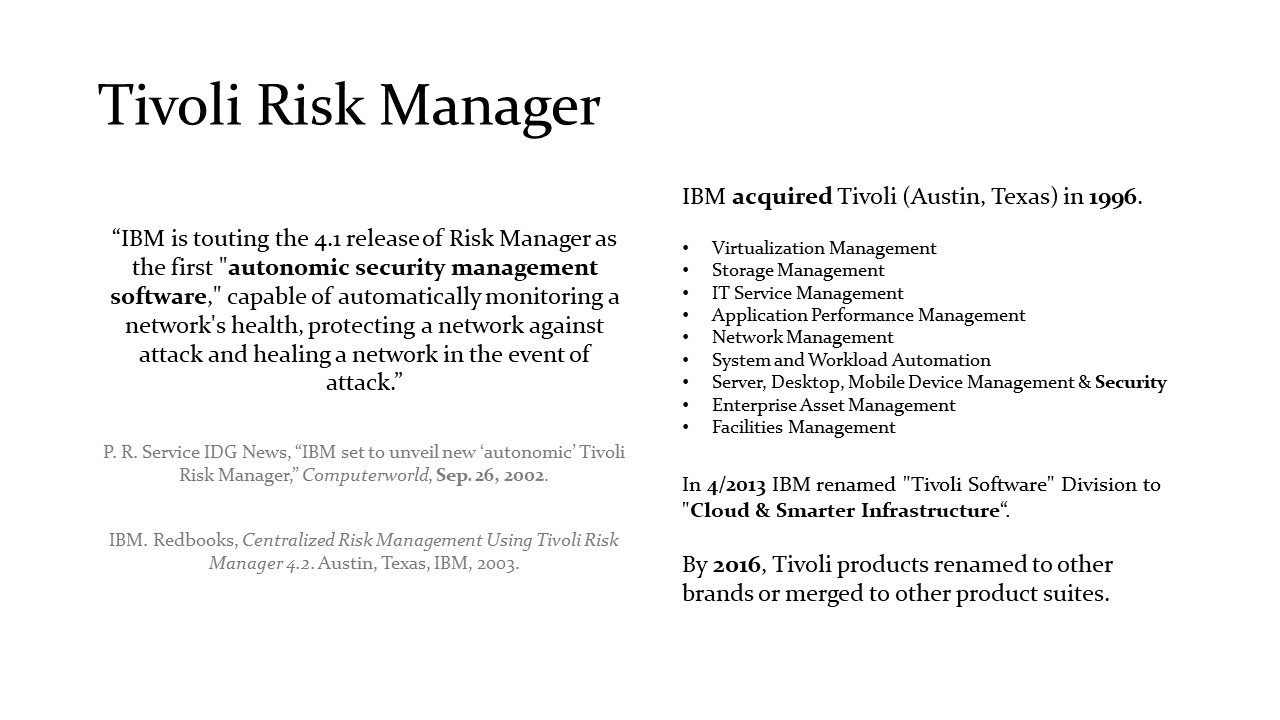 Tivoli Risk Manager
“IBM is touting the 4.1 release of Risk Manager as
the first "autonomic security management
software," capable of automatically monitoring a
network's health, protecting a network against
attack and healing a network in the event of
attack.”
P. R. Service IDG News, “IBM set to unveil new ‘autonomic’ Tivoli
Risk Manager,” Computerworld, Sep. 26, 2002.
IBM. Redbooks, Centralized Risk Management Using Tivoli Risk
Manager 4.2. Austin, Texas, IBM, 2003.
IBM acquired Tivoli (Austin, Texas) in 1996.
• Virtualization Management
• Storage Management
• IT Service Management
• Application Performance Management
• Network Management
• System and Workload Automation
• Server, Desktop, Mobile Device Management & Security
• Enterprise Asset Management
• Facilities Management
In 4/2013 IBM renamed "Tivoli Software" Division to
"Cloud & Smarter Infrastructure“.
By 2016, Tivoli products renamed to other
brands or merged to other product suites.